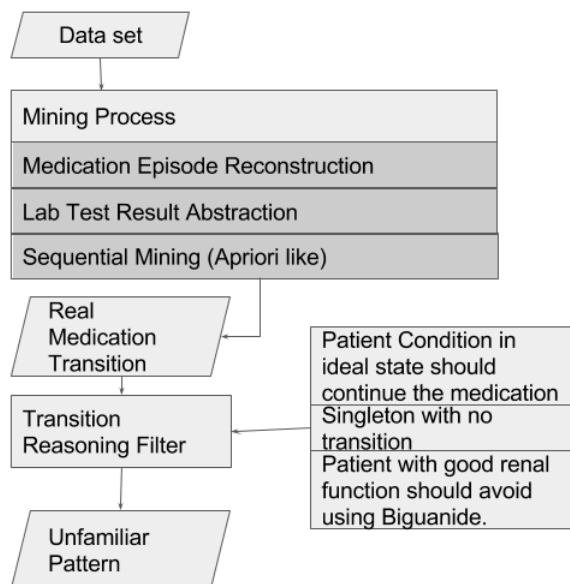 Data set
Mining Process
Medication Episode Reconstruction
Lab Test Result Abstraction
Sequential Mining (Apriori like)
Real
Medication
Transition
Patient Condition in
ideal state should
continue the medication
Singleton with no
transition
Patient with good renal
function should avoid
using Biguanide.
Transition
Reasoning Filter
Unfamiliar
Pattern